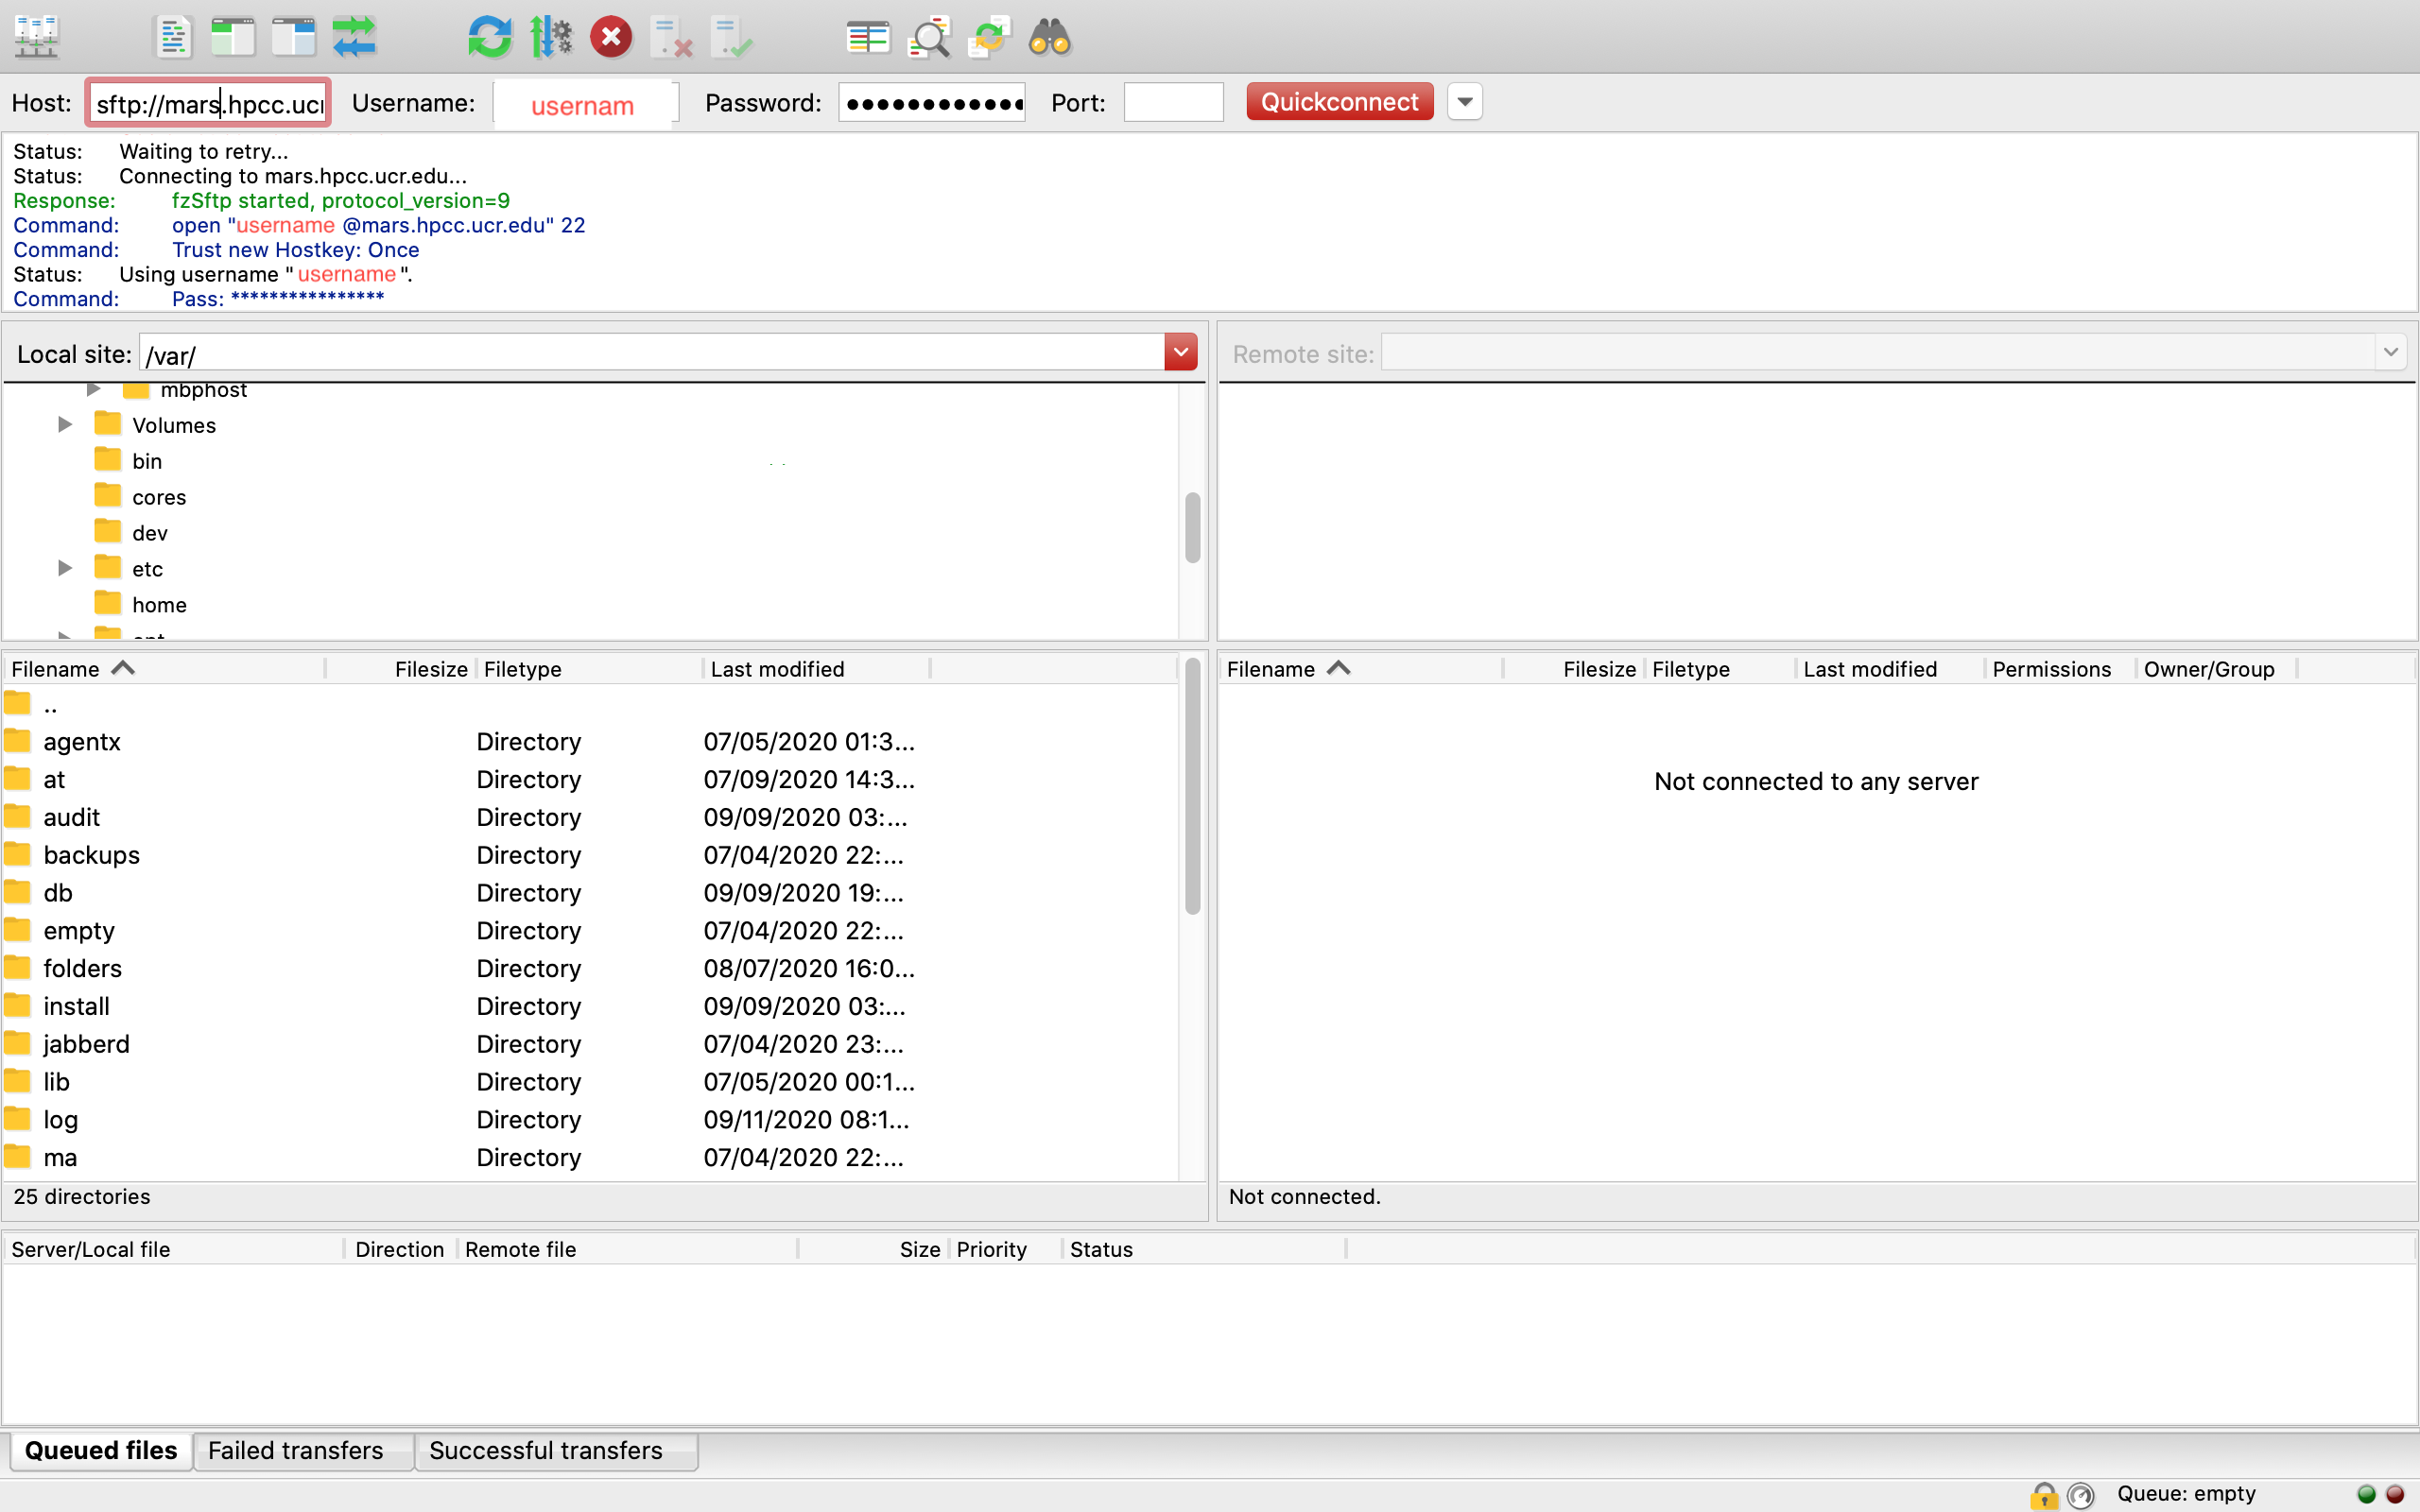 Host: sftp://mars.hpcc.ucr Username: usernam Password: ●●●●●●●●●●●● Port: Quickconnect
Status: Waiting to retry...
Status: Connecting to mars.hpcc.ucr.edu...
Response: fzSftp started, protocol_version=9
Command: open "username @mars.hpcc.ucr.edu" 22
Command: Trust new Hostkey: Once
Status: Using username "username".
Command: Pass: ****************
Local site: /var/
Remote site:
mbphost
Volumes
bin
cores
dev
etc
home
Filename Filesize Filetype Last modified
..
agentx Directory 07/05/2020 01:3...
at Directory 07/09/2020 14:3...
audit Directory 09/09/2020 03:...
backups Directory 07/04/2020 22:...
db Directory 09/09/2020 19:...
empty Directory 07/04/2020 22:...
folders Directory 08/07/2020 16:0...
install Directory 09/09/2020 03:...
jabberd Directory 07/04/2020 23:...
lib Directory 07/05/2020 00:1...
log Directory 09/11/2020 08:1...
ma Directory 07/04/2020 22:...
25 directories
Filename Filesize Filetype Last modified Permissions Owner/Group
Not connected to any server
Not connected.
Server/Local file Direction Remote file Size Priority Status
Queued files Failed transfers Successful transfers
Queue: empty